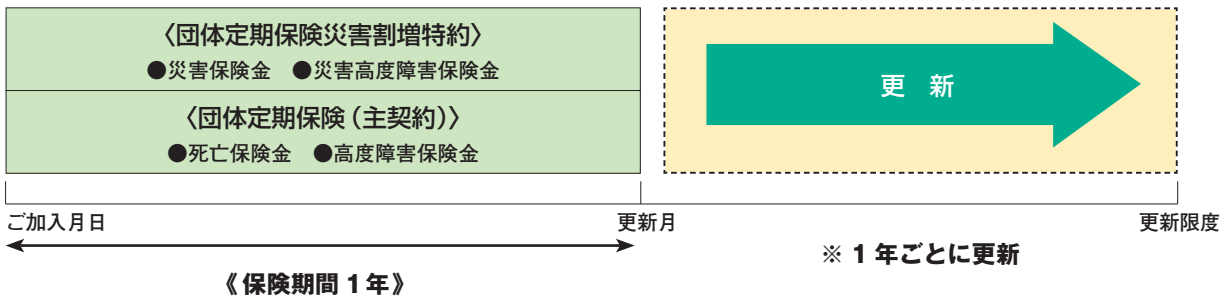 〈団体定期保険災害割増特約〉
●災害保険金 ●災害高度障害保険金
〈団体定期保険（主契約）〉
●死亡保険金 ●高度障害保険金
更 新
ご加入月日
更新月
更新限度
※ 1 年ごとに更新
《保険期間 1 年》